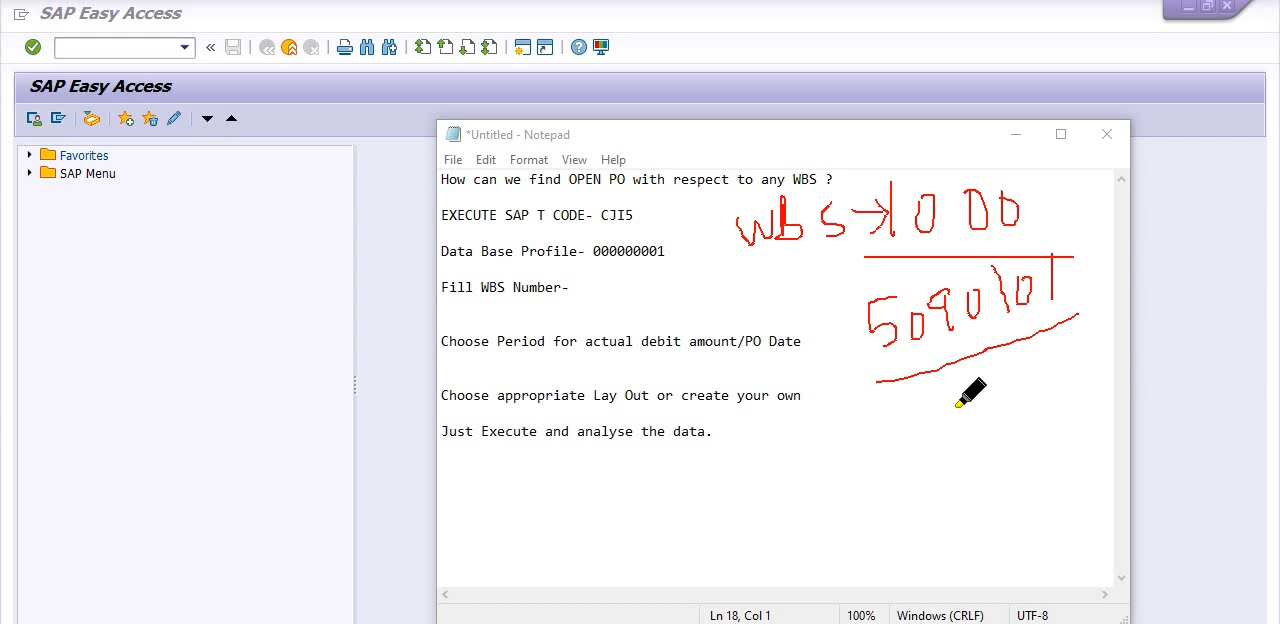 SAP Easy Access
SAP Easy Access
*Untitled - Notepad
Favorites
SAP Menu
File Edit Format View Help
How can we find OPEN PO with respect to any WBS ?
EXECUTE SAP T CODE- CJI5
wbs → 1000
Data Base Profile- 000000001
Fill WBS Number-
5090101
Choose Period for actual debit amount/PO Date
Choose appropriate Lay Out or create your own
Just Execute and analyse the data.
Ln 18, Col 1 100% Windows (CRLF) UTF-8